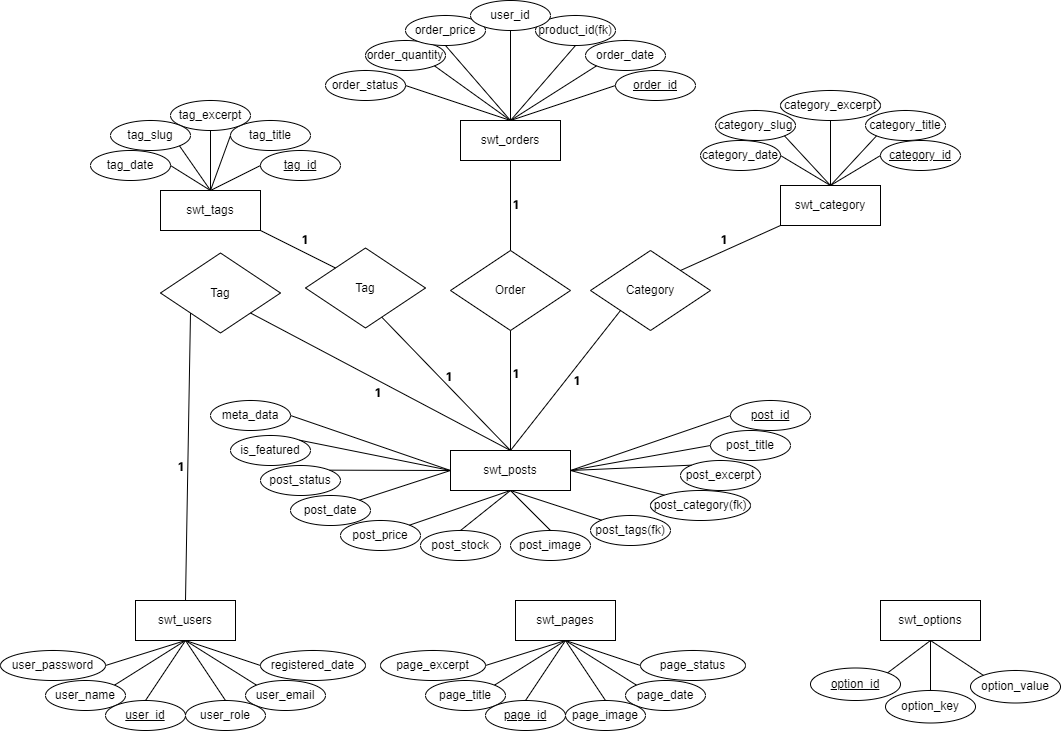 user_id
order_price
product_id(fk)
order_quantity
order_date
order_status
order_id
swt_orders
tag_excerpt
tag_slug
tag_title
tag_date
tag_id
swt_tags
category_excerpt
category_slug
category_title
category_date
category_id
swt_category
1
1
1
Tag
Tag
Order
Category
1
1
1
1
meta_data
post_id
is_featured
post_title
swt_posts
post_status
post_excerpt
post_date
post_category(fk)
post_price
post_tags(fk)
post_stock
post_image
1
swt_users
swt_pages
swt_options
user_password
registered_date
user_name
user_email
user_id
user_role
page_excerpt
page_status
page_title
page_date
page_id
page_image
option_id
option_value
option_key